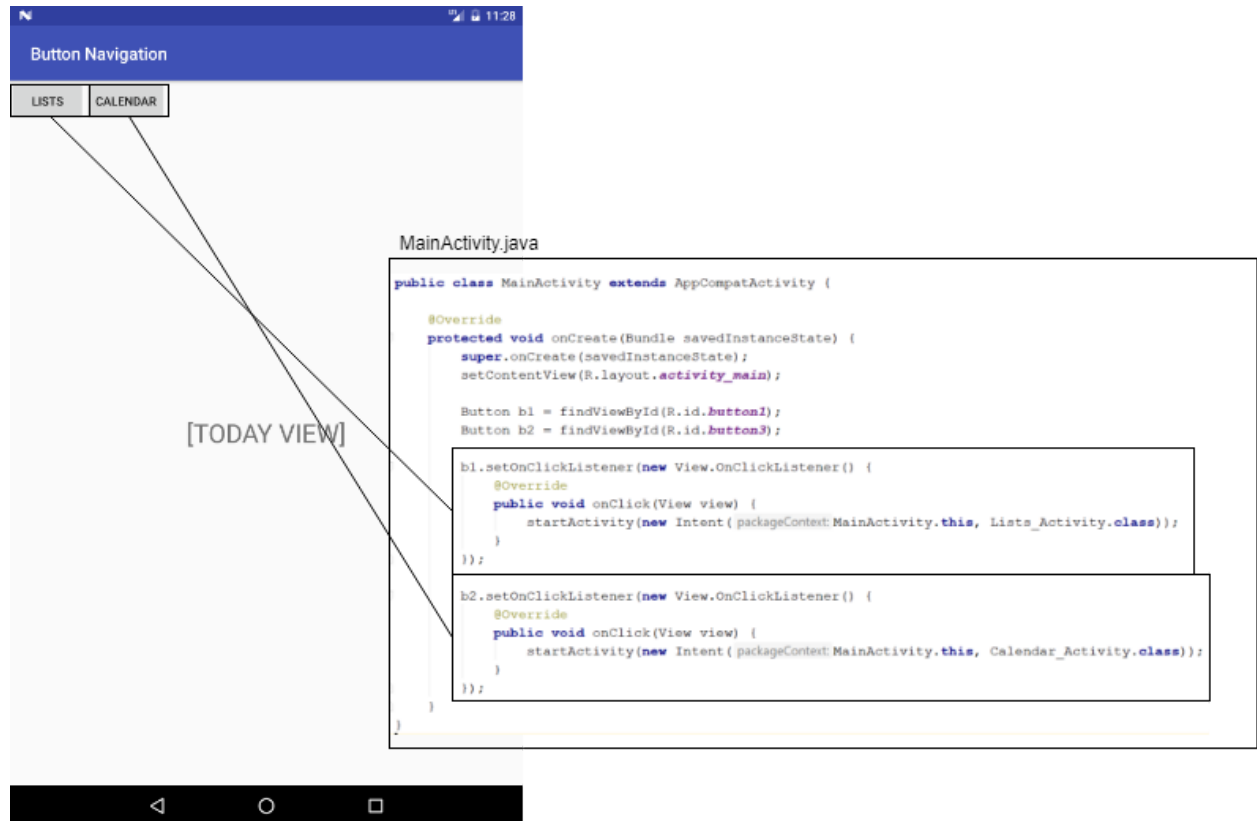 N 11:28
Button Navigation
LISTS CALENDAR
[TODAY VIEW]
MainActivity.java
public class MainActivity extends AppCompatActivity {
@Override
protected void onCreate(Bundle savedInstanceState) {
super.onCreate(savedInstanceState);
setContentView(R.layout.activity_main);
Button b1 = findViewById(R.id.button1);
Button b2 = findViewById(R.id.button3);
b1.setOnClickListener(new View.OnClickListener() {
@Override
public void onClick(View view) {
startActivity(new Intent( packageContext: MainActivity.this, Lists_Activity.class));
}
});
b2.setOnClickListener(new View.OnClickListener() {
@Override
public void onClick(View view) {
startActivity(new Intent( packageContext: MainActivity.this, Calendar_Activity.class));
}
});
}
}